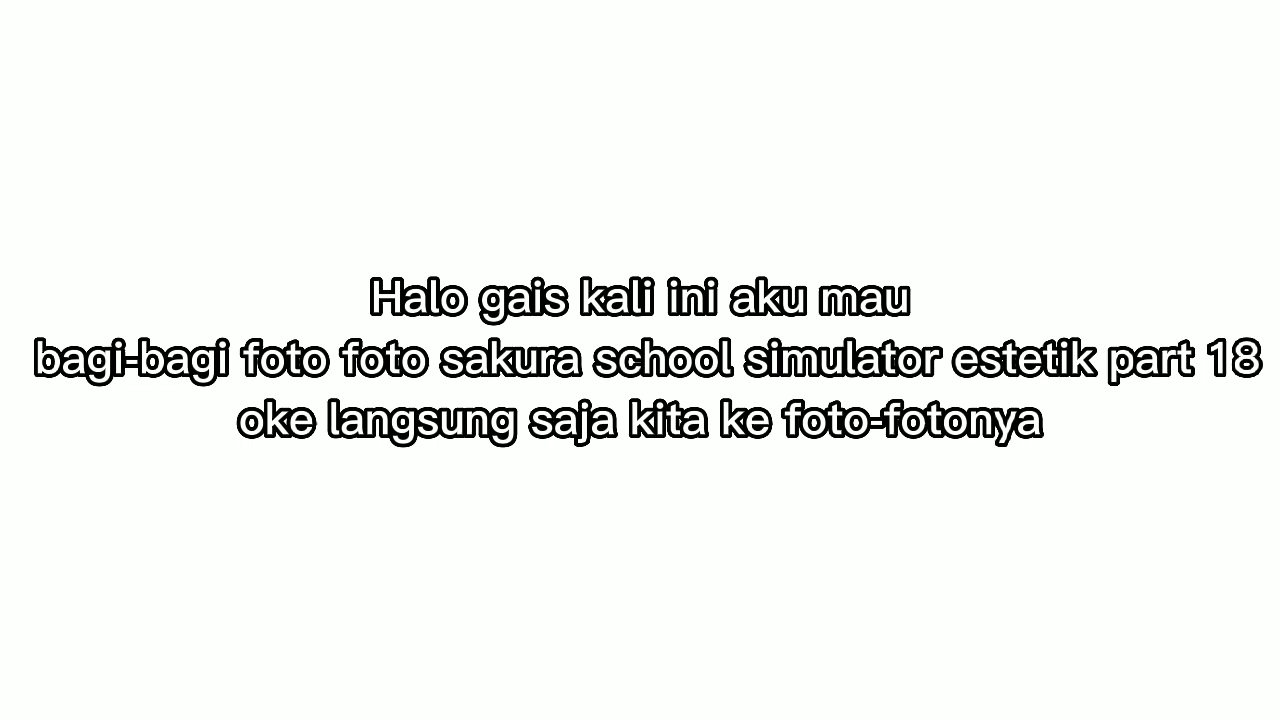 Halo gais kali ini aku mau
bagi-bagi foto foto sakura school simulator estetik part 18
oke langsung saja kita ke foto-fotonya